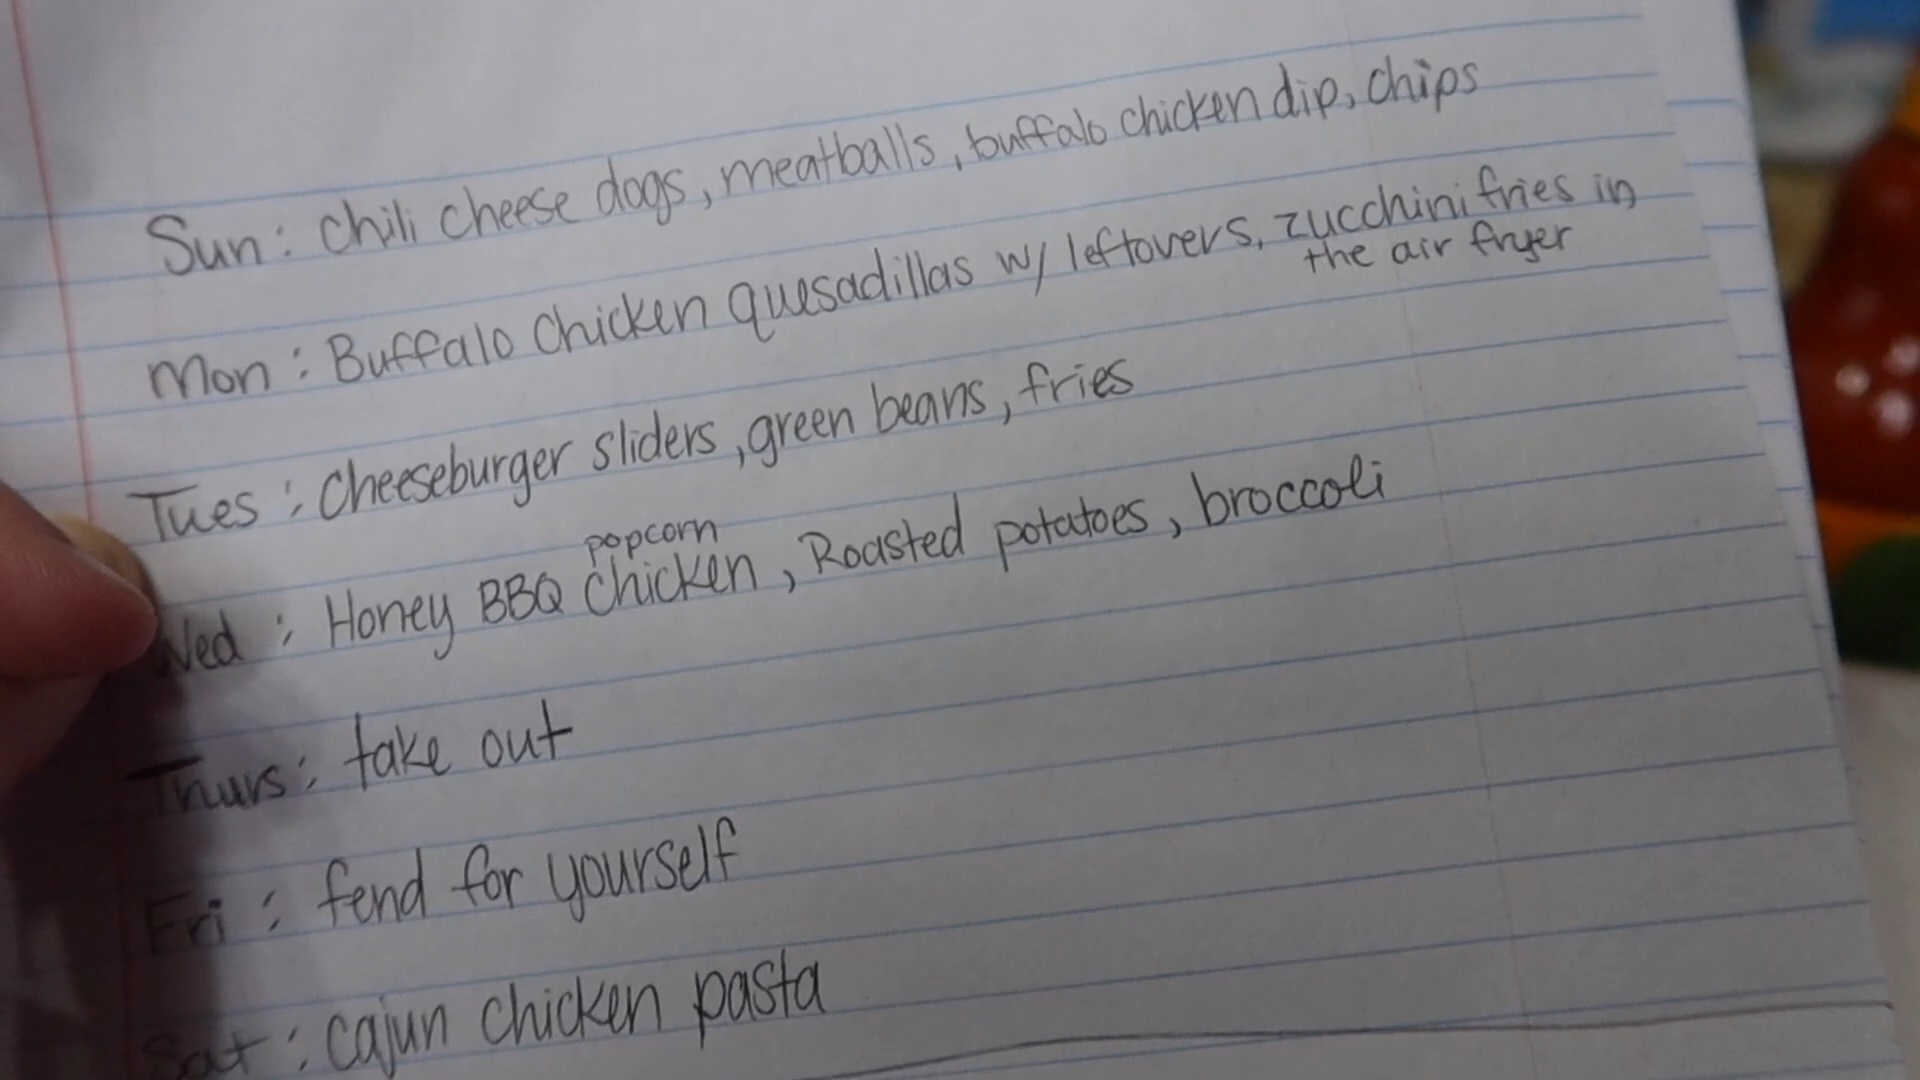 Sun: chili cheese dogs, meatballs, buffalo chicken dip, chips
Mon: Buffalo chicken quesadillas w/ leftovers, zucchini fries in
the air fryer
Tues: Cheeseburger sliders, green beans, fries
popcorn
Wed: Honey BBQ chicken, Roasted potatoes, broccoli
Thurs: take out
Fri: fend for yourself
Sat: cajun chicken pasta